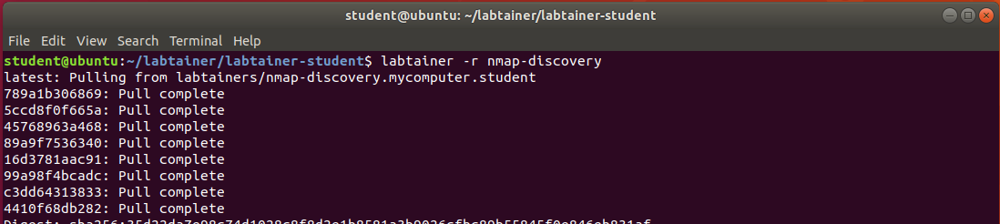 student@ubuntu: ~/labtainer/labtainer-student
File Edit View Search Terminal Help
student@ubuntu:~/labtainer/labtainer-student$ labtainer -r nmap-discovery
latest: Pulling from labtainers/nmap-discovery.mycomputer.student
789a1b306869: Pull complete
5ccd8f0f665a: Pull complete
45768963a468: Pull complete
89a9f7536340: Pull complete
16d3781aac91: Pull complete
99a98f4bcadc: Pull complete
c3dd64313833: Pull complete
4410f68db282: Pull complete